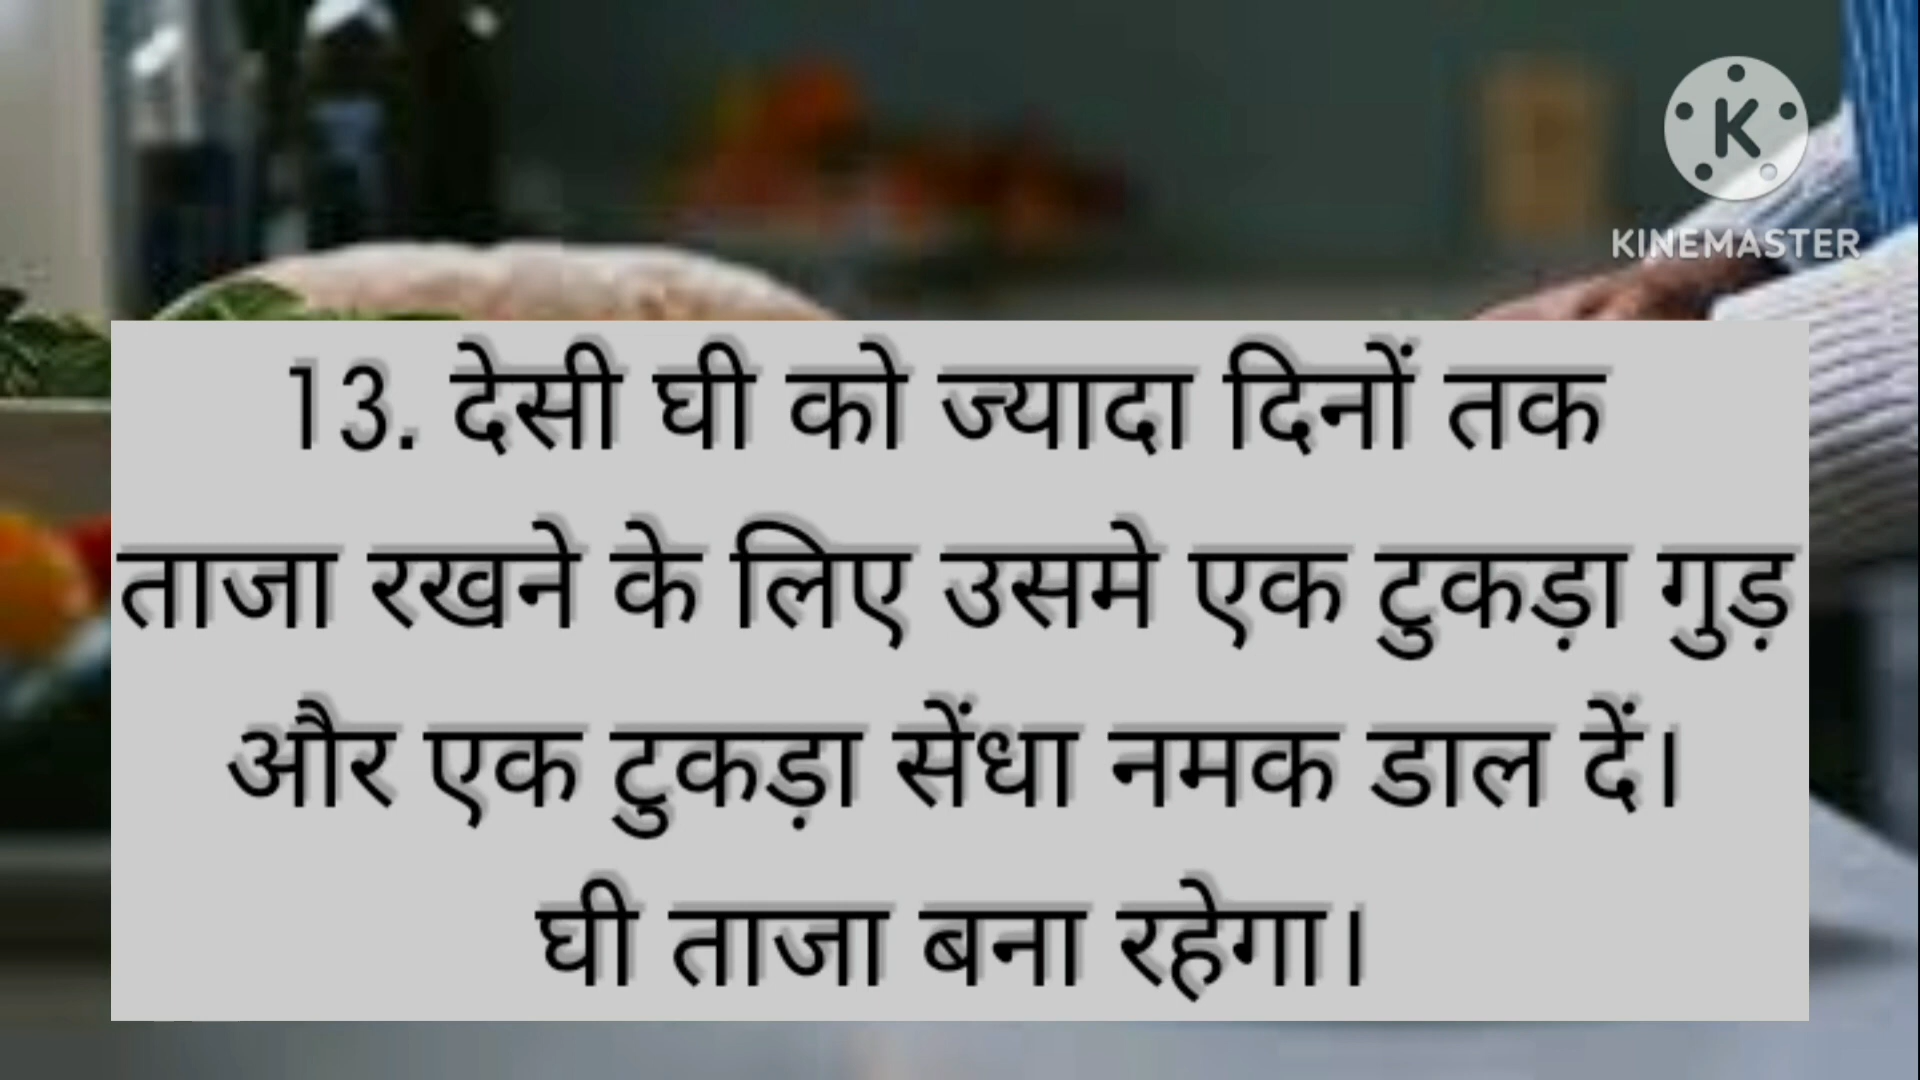 KINEMASTER
13. देसी घी को ज्यादा दिनों तक
ताजा रखने के लिए उसमे एक टुकड़ा गुड़
और एक टुकड़ा सेंधा नमक डाल दें।
घी ताजा बना रहेगा।